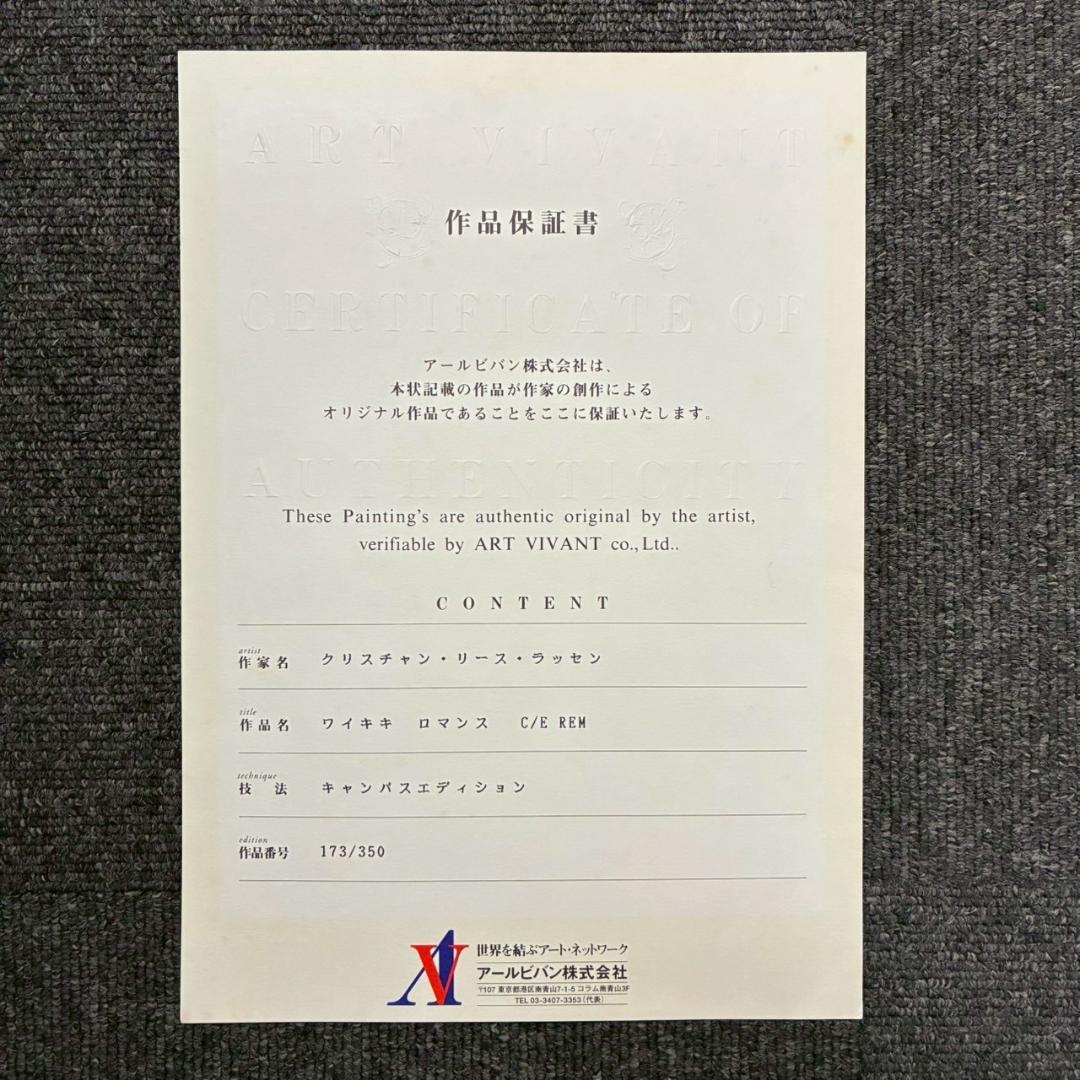 ART VIVANT
作品保証書
CERTIFICATE OF
アールビバン株式会社は、
本状記載の作品が作家の創作による
オリジナル作品であることをここに保証いたします。
AUTHENTICITY
These Painting's are authentic original by the artist,
verifiable by ART VIVANT co., Ltd..
CONTENT
artist
作家名 クリスチャン・リース・ラッセン
title
作品名 ワイキキ ロマンス C/E REM
technique
技 法 キャンバスエディション
edition
作品番号 173/350
世界を結ぶアート・ネットワーク
アールビバン株式会社
〒107 東京都港区南青山7-1-5 コラム南青山3F
TEL 03-3407-3353(代表)